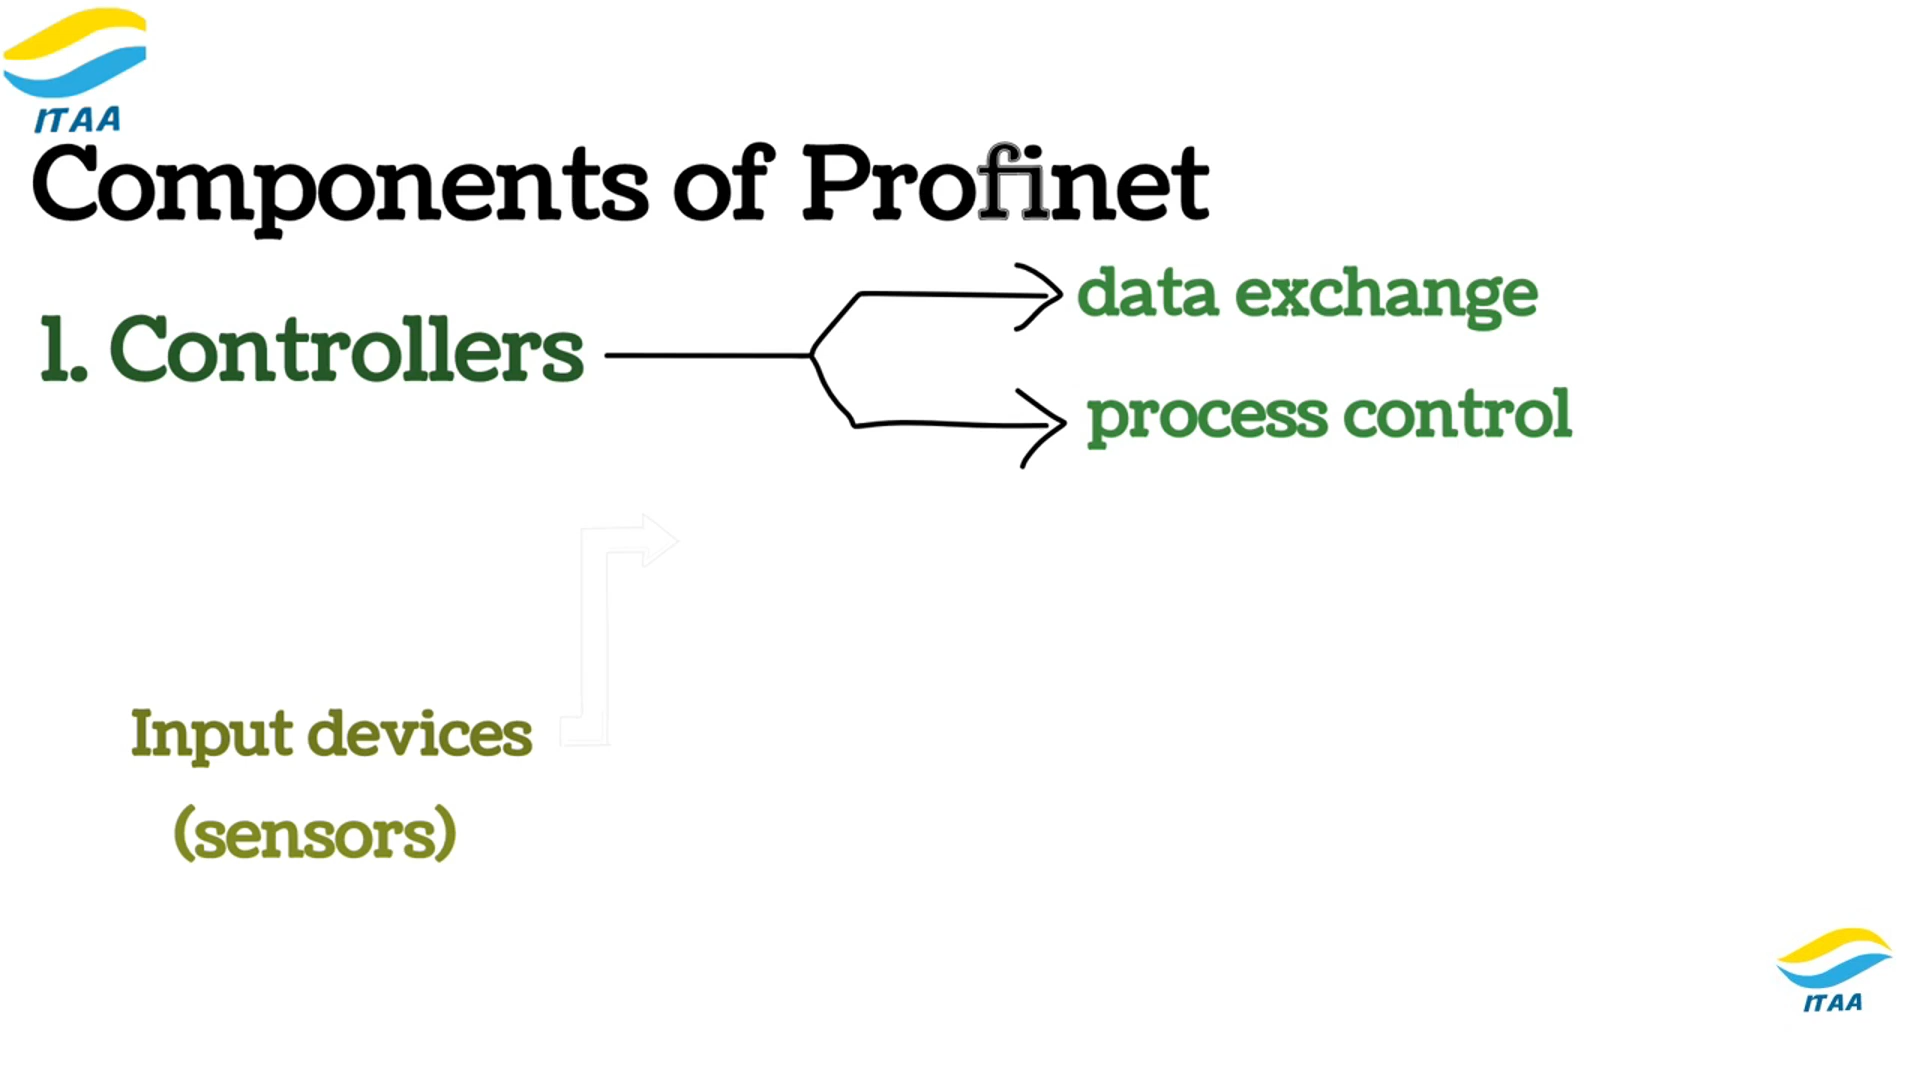 ITAA
Components of Profinet
1. Controllers
data exchange
process control
Input devices
(sensors)
ITAA